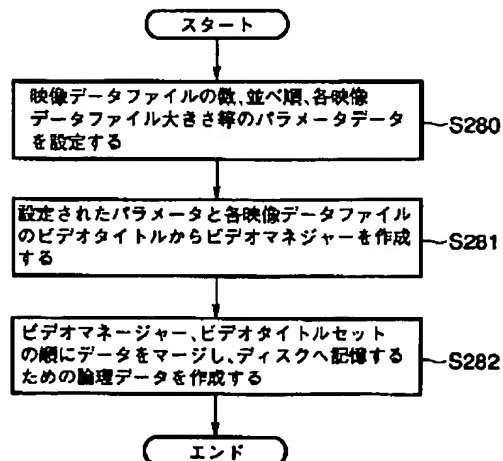 スタート
映像データファイルの数、並べ順、各映像
データファイル大きさ等のパラメータデータ
を設定する
S280
設定されたパラメータと各映像データファイル
のビデオタイトルからビデオマネジャーを作成
する
S281
ビデオマネージャー、ビデオタイトルセット
の順にデータをマージし、ディスクへ記憶する
ための論理データを作成する
S282
エンド